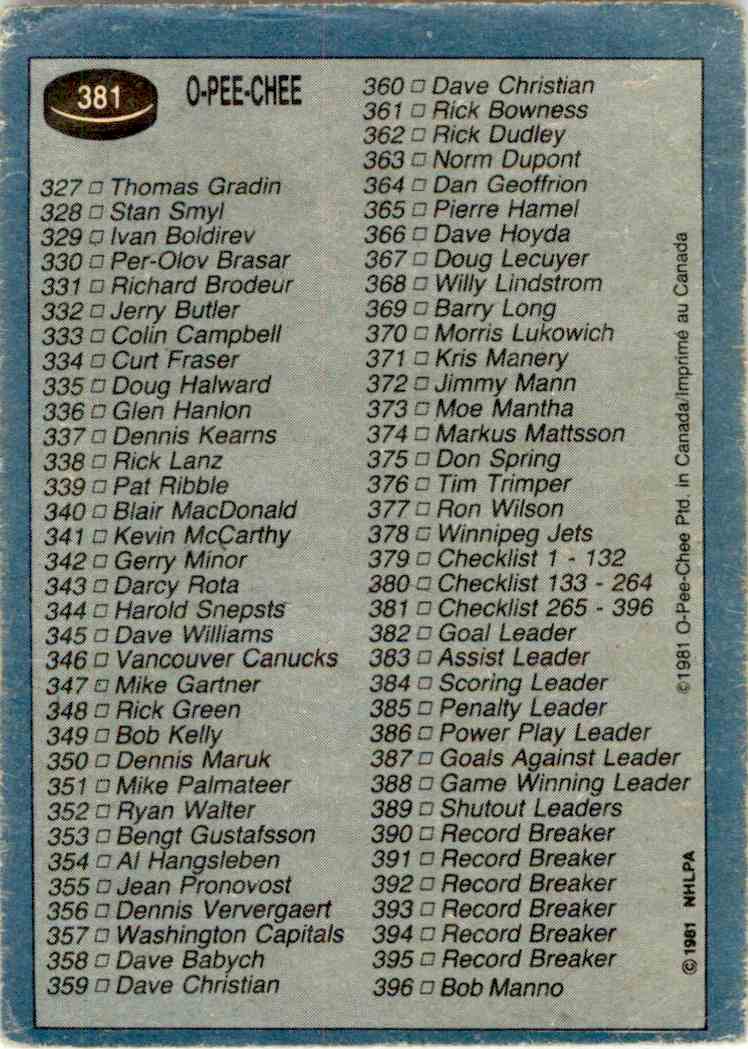 381
O-PEE-CHEE
327 □ Thomas Gradin
328 □ Stan Smyl
329 □ Ivan Boldirev
330 □ Per-Olov Brasar
331 □ Richard Brodeur
332 □ Jerry Butler
333 □ Colin Campbell
334 □ Curt Fraser
335 □ Doug Halward
336 □ Glen Hanlon
337 □ Dennis Kearns
338 □ Rick Lanz
339 □ Pat Ribble
340 □ Blair MacDonald
341 □ Kevin McCarthy
342 □ Gerry Minor
343 □ Darcy Rota
344 □ Harold Snepsts
345 □ Dave Williams
346 □ Vancouver Canucks
347 □ Mike Gartner
348 □ Rick Green
349 □ Bob Kelly
350 □ Dennis Maruk
351 □ Mike Palmateer
352 □ Ryan Walter
353 □ Bengt Gustafsson
354 □ Al Hangsleben
355 □ Jean Pronovost
356 □ Dennis Ververgaert
357 □ Washington Capitals
358 □ Dave Babych
359 □ Dave Christian
360 □ Dave Christian
361 □ Rick Bowness
362 □ Rick Dudley
363 □ Norm Dupont
364 □ Dan Geoffrion
365 □ Pierre Hamel
366 □ Dave Hoyda
367 □ Doug Lecuyer
368 □ Willy Lindstrom
369 □ Barry Long
370 □ Morris Lukowich
371 □ Kris Manery
372 □ Jimmy Mann
373 □ Moe Mantha
374 □ Markus Mattsson
375 □ Don Spring
376 □ Tim Trimper
377 □ Ron Wilson
378 □ Winnipeg Jets
379 □ Checklist 1 - 132
380 □ Checklist 133 - 264
381 □ Checklist 265 - 396
382 □ Goal Leader
383 □ Assist Leader
384 □ Scoring Leader
385 □ Penalty Leader
386 □ Power Play Leader
387 □ Goals Against Leader
388 □ Game Winning Leader
389 □ Shutout Leaders
390 □ Record Breaker
391 □ Record Breaker
392 □ Record Breaker
393 □ Record Breaker
394 □ Record Breaker
395 □ Record Breaker
396 □ Bob Manno
©1981 O-Pee-Chee Ptd. in Canada/Imprimé au Canada
© 1981 NHLPA